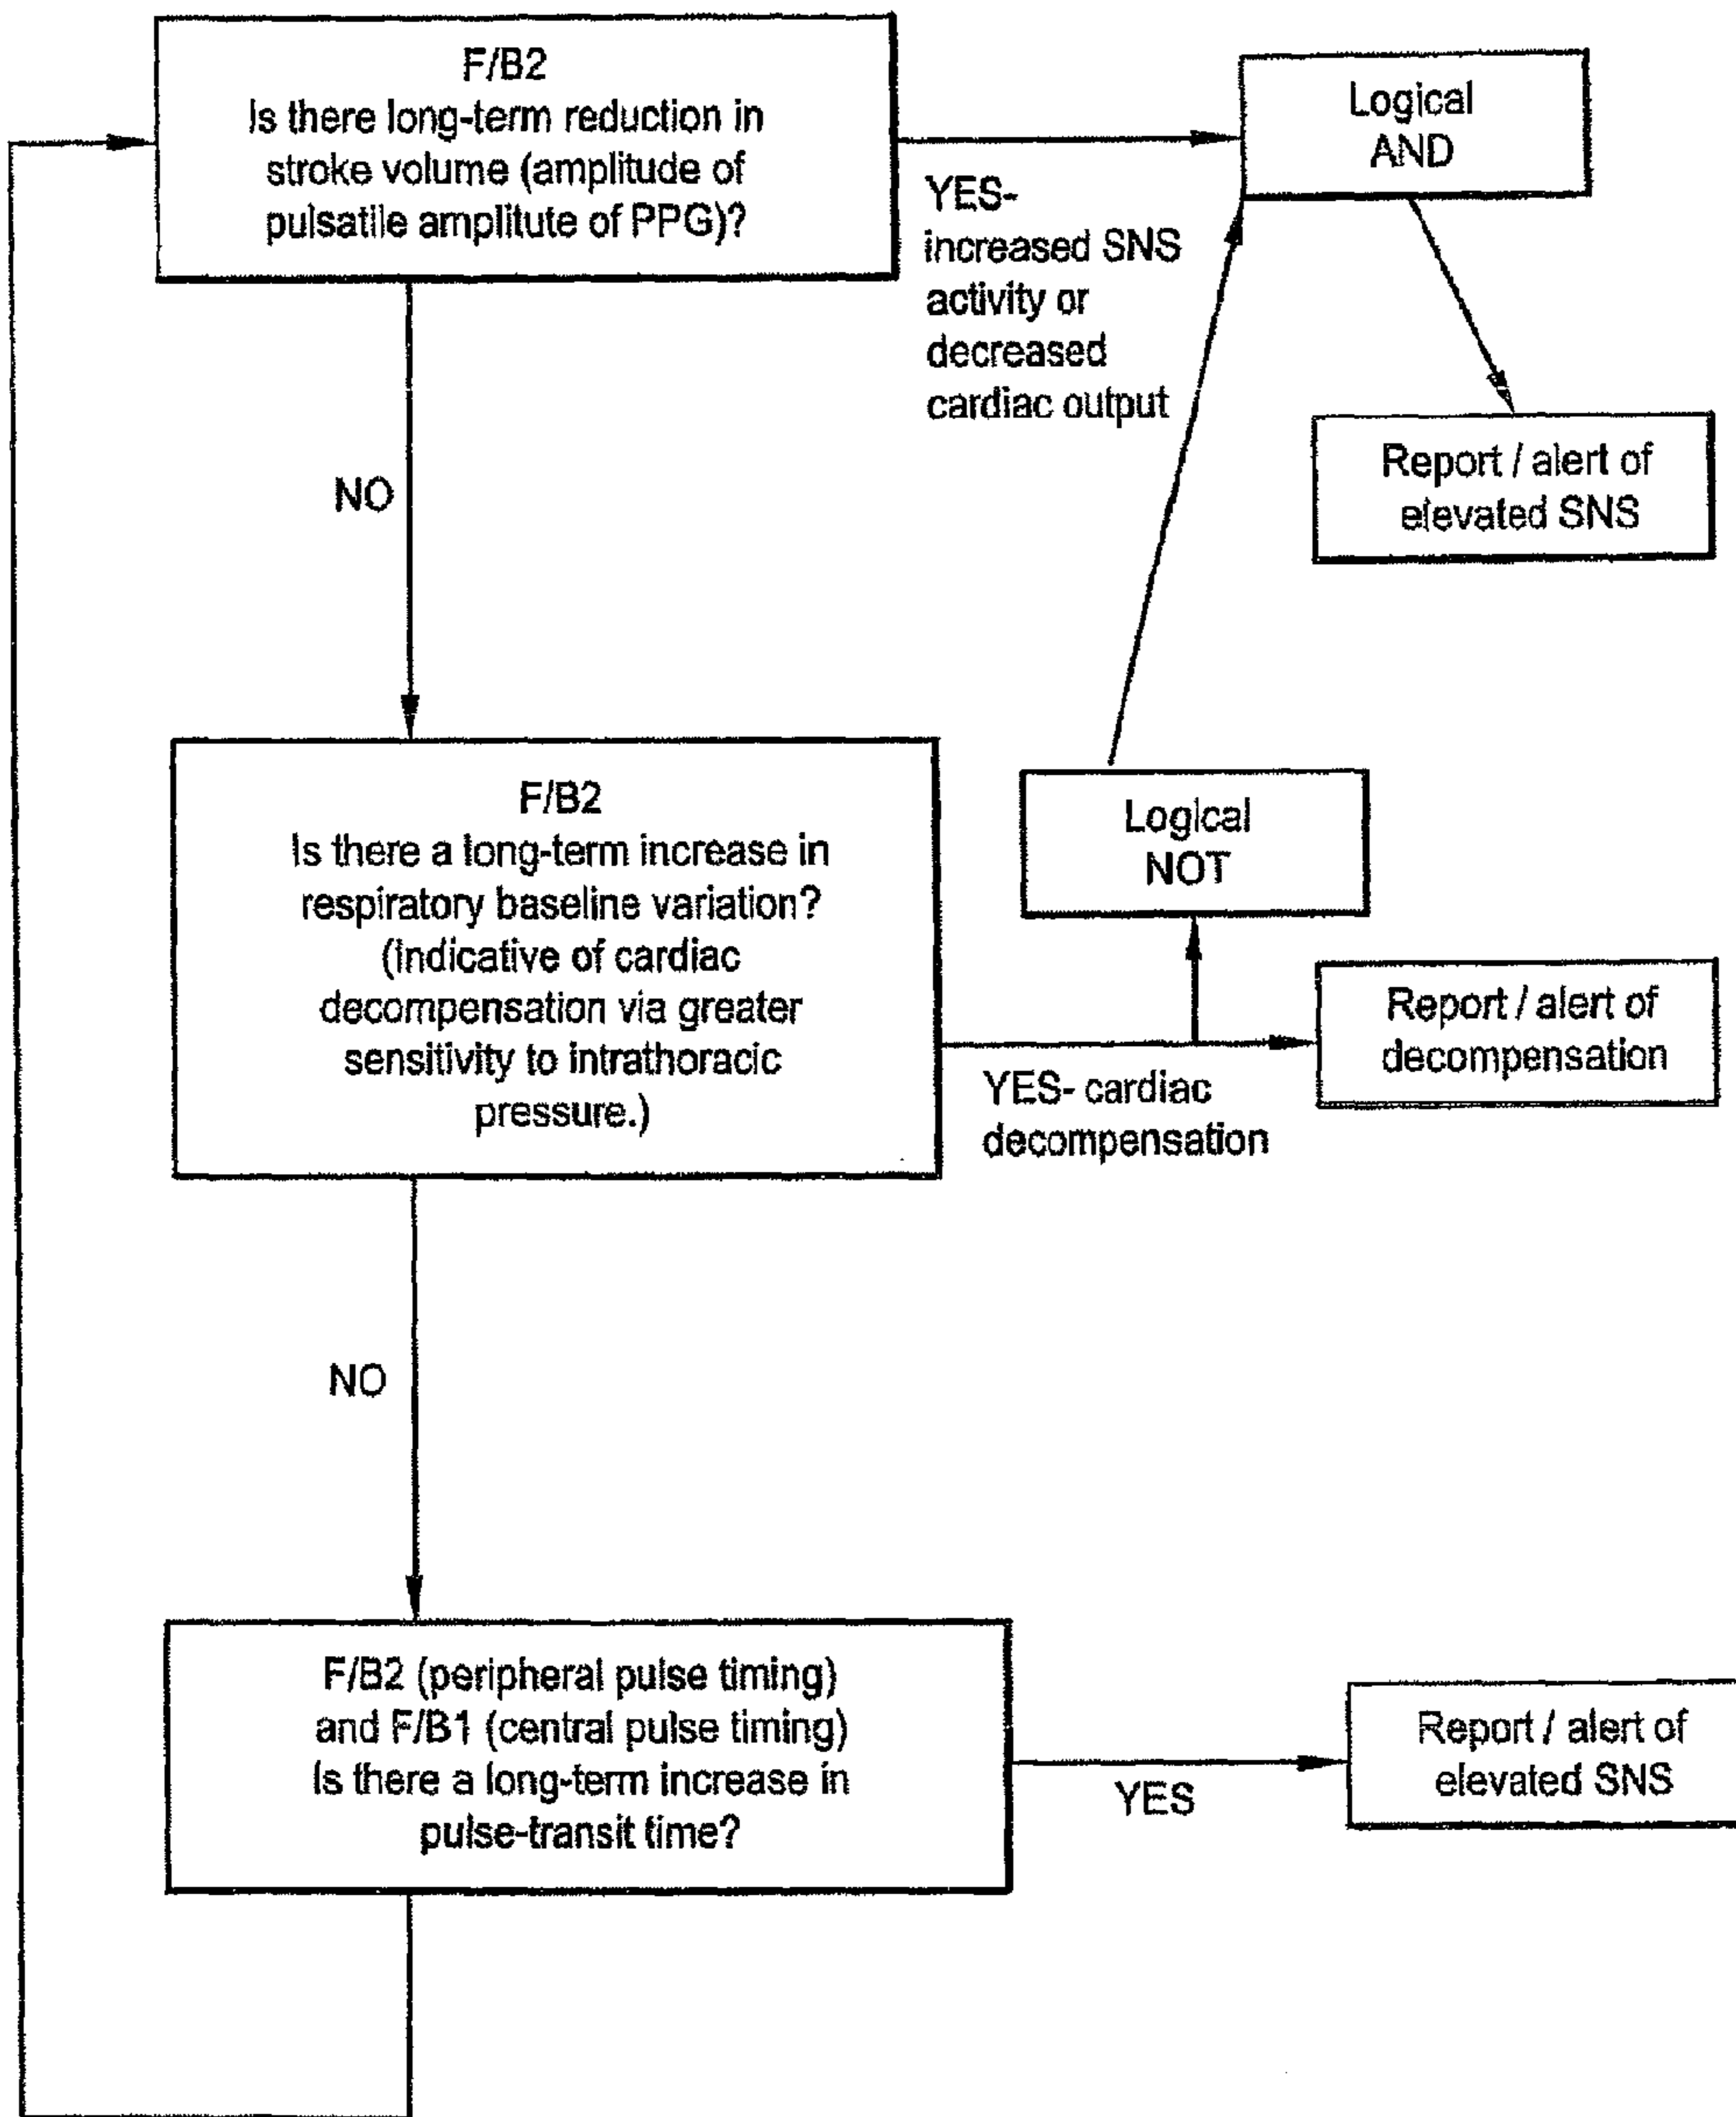 F/B2
Is there long-term reduction in
stroke volume (amplitude of
pulsatile amplitute of PPG)?
Logical
AND
YES-
increased SNS
activity or
decreased
cardiac output
Report / alert of
elevated SNS
NO
F/B2
Is there a long-term increase in
respiratory baseline variation?
(Indicative of cardiac
decompensation via greater
sensitivity to intrathoracic
pressure.)
Logical
NOT
Report / alert of
decompensation
YES- cardiac
decompensation
NO
F/B2 (peripheral pulse timing)
and F/B1 (central pulse timing)
Is there a long-term increase in
pulse-transit time?
YES
Report / alert of
elevated SNS